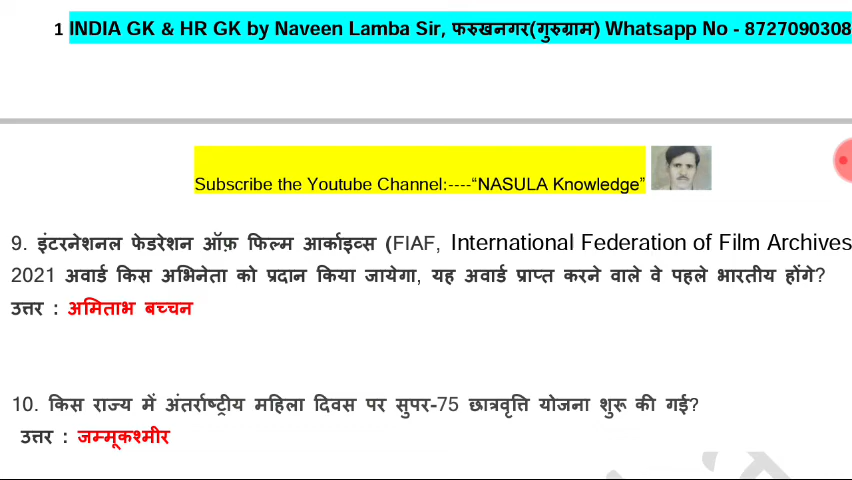 1 INDIA GK & HR GK by Naveen Lamba Sir, फरुखनगर(गुरुग्राम) Whatsapp No - 8727090308
Subscribe the Youtube Channel:----“NASULA Knowledge”
9. इंटरनेशनल फेडरेशन ऑफ़ फिल्म आर्काइव्स (FIAF, International Federation of Film Archives
2021 अवार्ड किस अभिनेता को प्रदान किया जायेगा, यह अवार्ड प्राप्त करने वाले वे पहले भारतीय होंगे?
उत्तर : अमिताभ बच्चन
10. किस राज्य में अंतर्राष्ट्रीय महिला दिवस पर सुपर-75 छात्रवृत्ति योजना शुरू की गई?
उत्तर : जम्मूकश्मीर